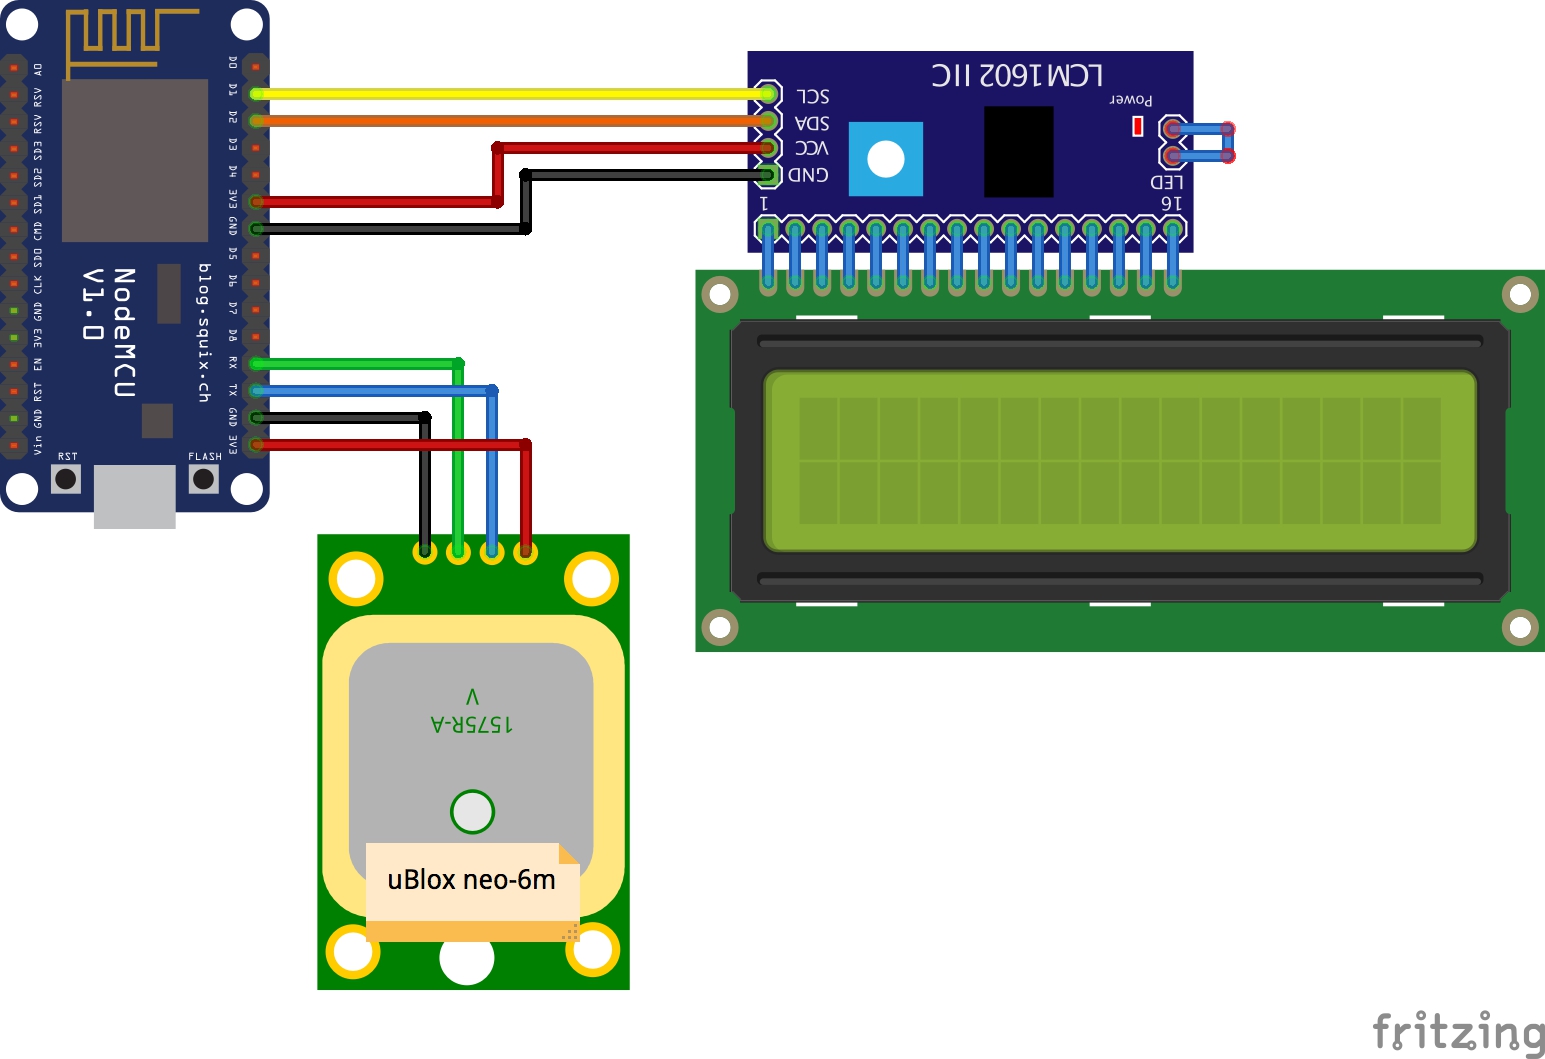 A0
RSV
RSV
SD3
SD2
SD1
CMD
SD0
CLK
GND
3V3
EN
RST
GND
Vin
D0
D1
D2
D3
D4
3V3
GND
D5
D6
D7
D8
RX
TX
GND
3V3
NodeMCU
V1.0
blog.squix.ch
RST
FLASH
LCM1602 IIC
SCL
SDA
VCC
GND
Power
LED
1
16
1575R-A
V
uBlox neo-6m
fritzing